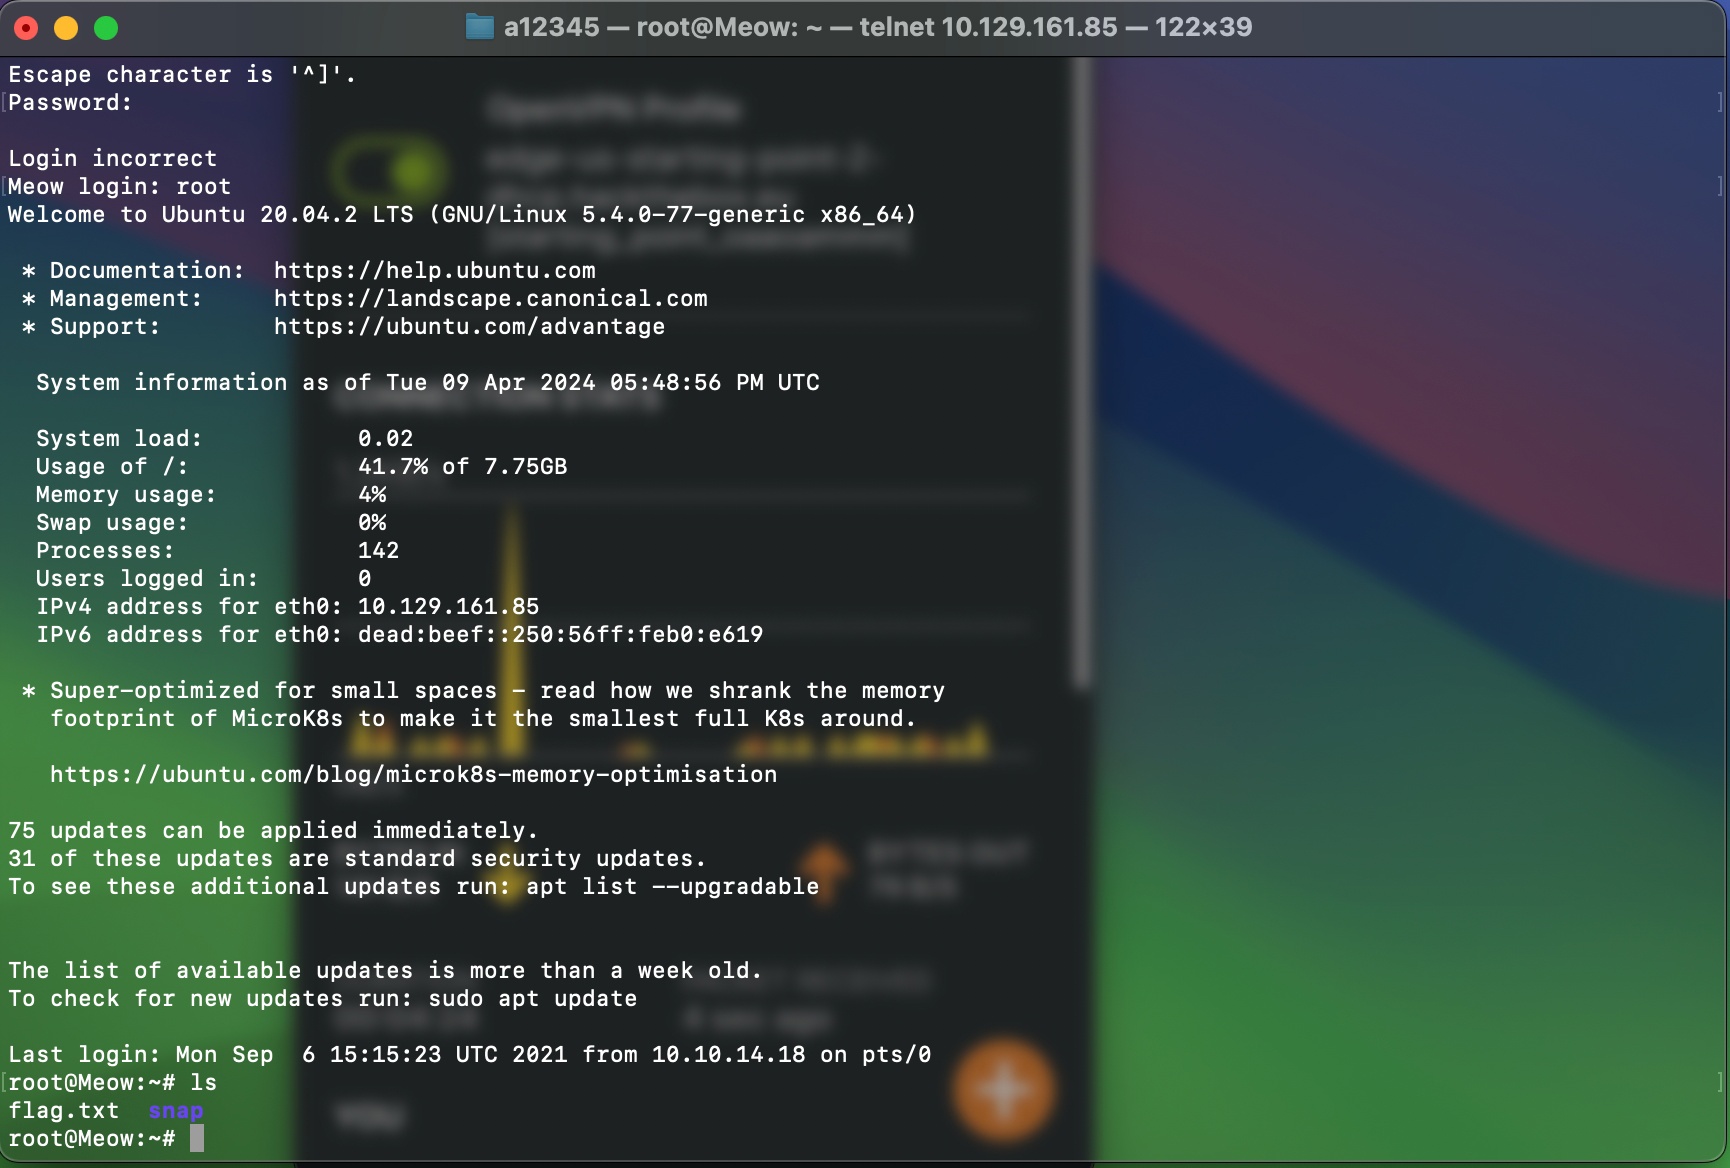 a12345 — root@Meow: ~ — telnet 10.129.161.85 — 122×39
Escape character is '^]'.
Password:
Login incorrect
Meow login: root
Welcome to Ubuntu 20.04.2 LTS (GNU/Linux 5.4.0-77-generic x86_64)
* Documentation:  https://help.ubuntu.com
* Management:     https://landscape.canonical.com
* Support:        https://ubuntu.com/advantage
System information as of Tue 09 Apr 2024 05:48:56 PM UTC
System load:           0.02
Usage of /:            41.7% of 7.75GB
Memory usage:          4%
Swap usage:            0%
Processes:             142
Users logged in:       0
IPv4 address for eth0: 10.129.161.85
IPv6 address for eth0: dead:beef::250:56ff:feb0:e619
* Super-optimized for small spaces - read how we shrank the memory
footprint of MicroK8s to make it the smallest full K8s around.
https://ubuntu.com/blog/microk8s-memory-optimisation
75 updates can be applied immediately.
31 of these updates are standard security updates.
To see these additional updates run: apt list --upgradable
The list of available updates is more than a week old.
To check for new updates run: sudo apt update
Last login: Mon Sep  6 15:15:23 UTC 2021 from 10.10.14.18 on pts/0
root@Meow:~# ls
flag.txt  snap
root@Meow:~#
OpenVPN Profile
CONNECTION STATS
BYTES OUT
4 sec ago
YOU